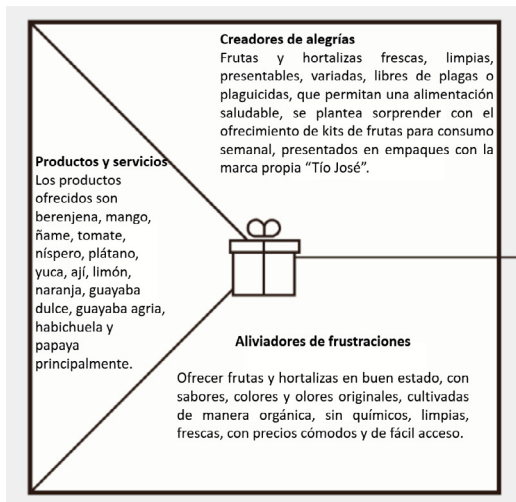 Creadores de alegrías
Frutas y hortalizas frescas, limpias,
presentables, variadas, libres de plagas o
plaguicidas, que permitan una alimentación
saludable, se plantea sorprender con el
ofrecimiento de kits de frutas para consumo
semanal, presentados en empaques con la
marca propia “Tío José”.
Productos y servicios
Los productos
ofrecidos son
berenjena, mango,
ñame, tomate,
níspero, plátano,
yuca, ají, limón,
naranja, guayaba
dulce, guayaba agria,
habichuela y
papaya
principalmente.
Aliviadores de frustraciones
Ofrecer frutas y hortalizas en buen estado, con
sabores, colores y olores originales, cultivadas
de manera orgánica, sin químicos, limpias,
frescas, con precios cómodos y de fácil acceso.